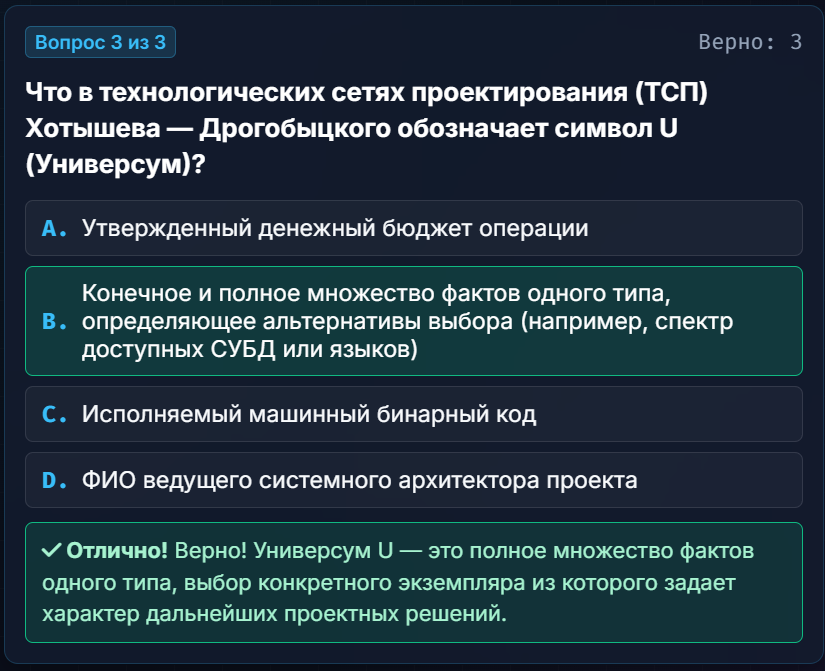 Вопрос 3 из 3
Верно: 3
Что в технологических сетях проектирования (ТСП)
Хотышева — Дрогобыцкого обозначает символ U
(Универсум)?
A. Утвержденный денежный бюджет операции
B. Конечное и полное множество фактов одного типа,
определяющее альтернативы выбора (например, спектр
доступных СУБД или языков)
C. Исполняемый машинный бинарный код
D. ФИО ведущего системного архитектора проекта
✓ Отлично! Верно! Универсум U — это полное множество фактов
одного типа, выбор конкретного экземпляра из которого задает
характер дальнейших проектных решений.